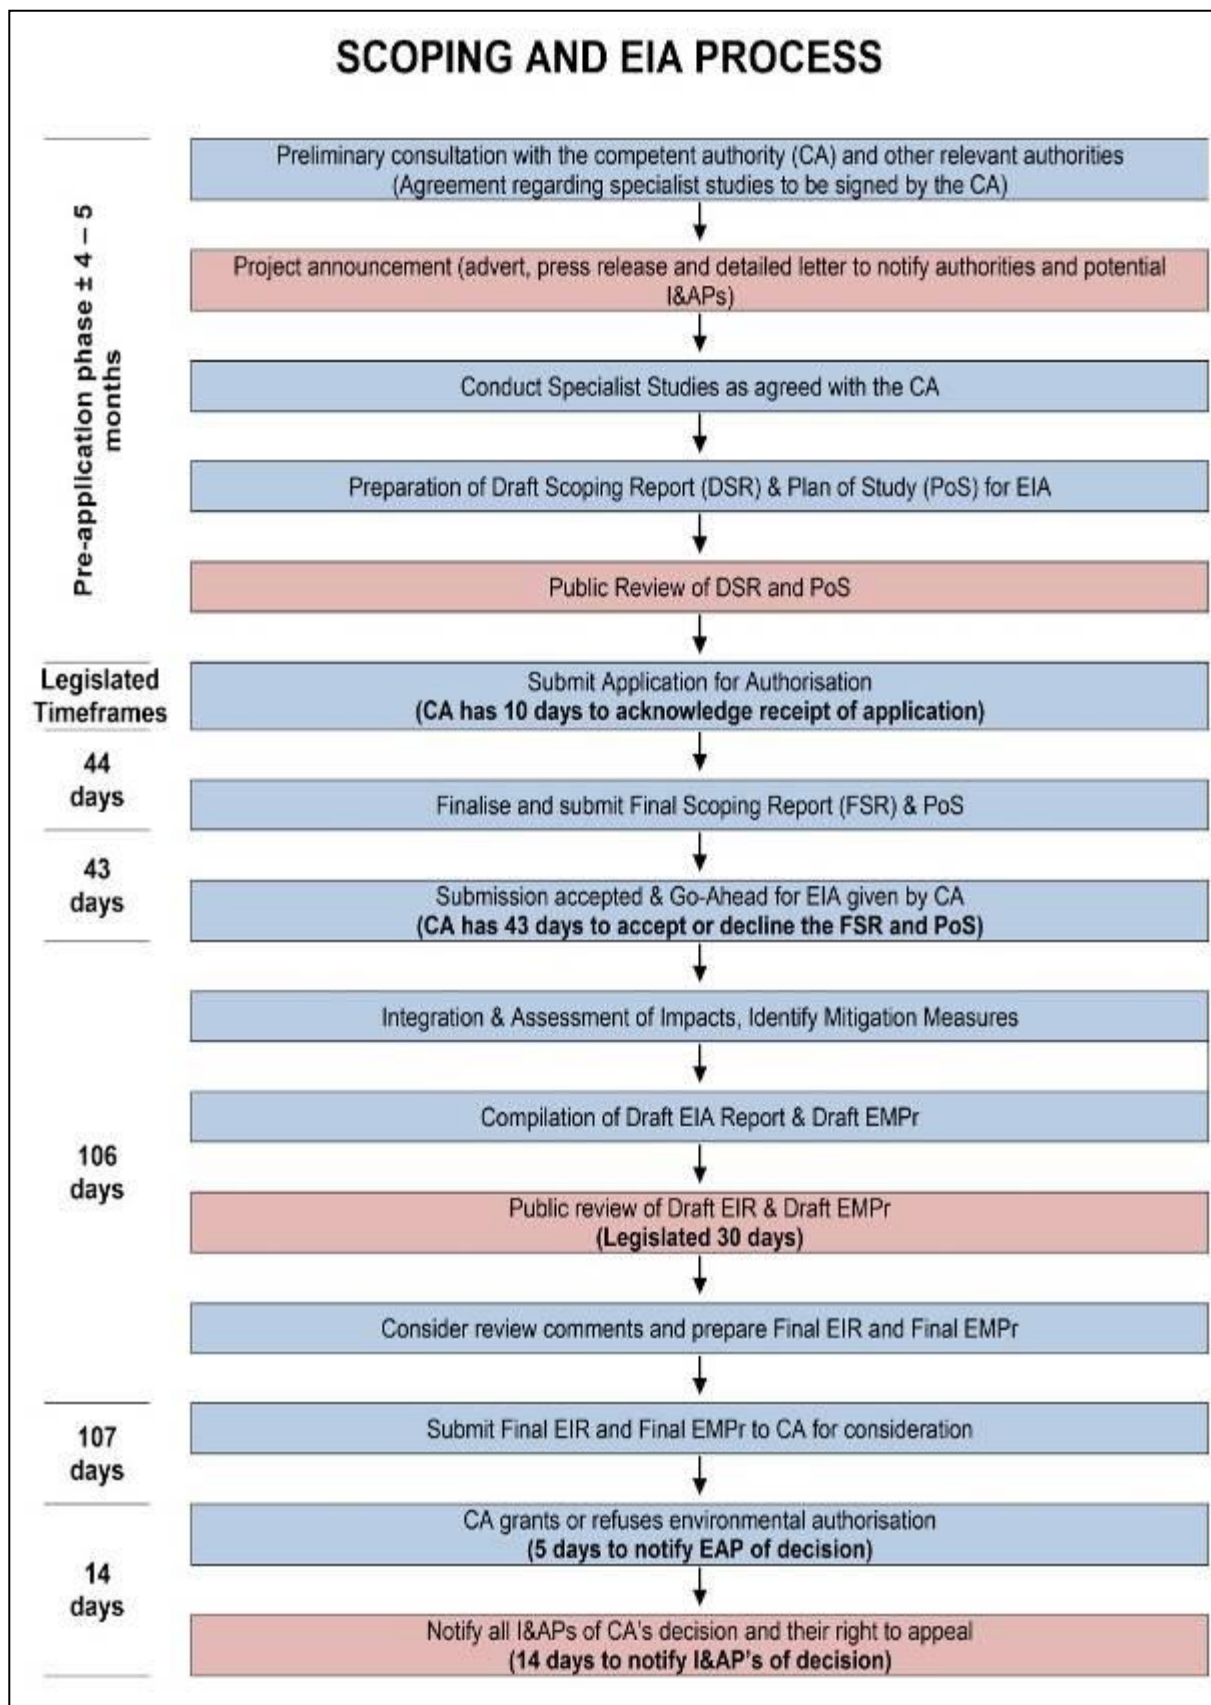 SCOPING AND EIA PROCESS
Pre-application phase ± 4 – 5
months
Preliminary consultation with the competent authority (CA) and other relevant authorities
(Agreement regarding specialist studies to be signed by the CA)
Project announcement (advert, press release and detailed letter to notify authorities and potential
I&APs)
Conduct Specialist Studies as agreed with the CA
Preparation of Draft Scoping Report (DSR) & Plan of Study (PoS) for EIA
Public Review of DSR and PoS
Legislated
Timeframes
Submit Application for Authorisation
(CA has 10 days to acknowledge receipt of application)
44
days
Finalise and submit Final Scoping Report (FSR) & PoS
43
days
Submission accepted & Go-Ahead for EIA given by CA
(CA has 43 days to accept or decline the FSR and PoS)
106
days
Integration & Assessment of Impacts, Identify Mitigation Measures
Compilation of Draft EIA Report & Draft EMPr
Public review of Draft EIR & Draft EMPr
(Legislated 30 days)
Consider review comments and prepare Final EIR and Final EMPr
107
days
Submit Final EIR and Final EMPr to CA for consideration
14
days
CA grants or refuses environmental authorisation
(5 days to notify EAP of decision)
Notify all I&APs of CA's decision and their right to appeal
(14 days to notify I&AP's of decision)